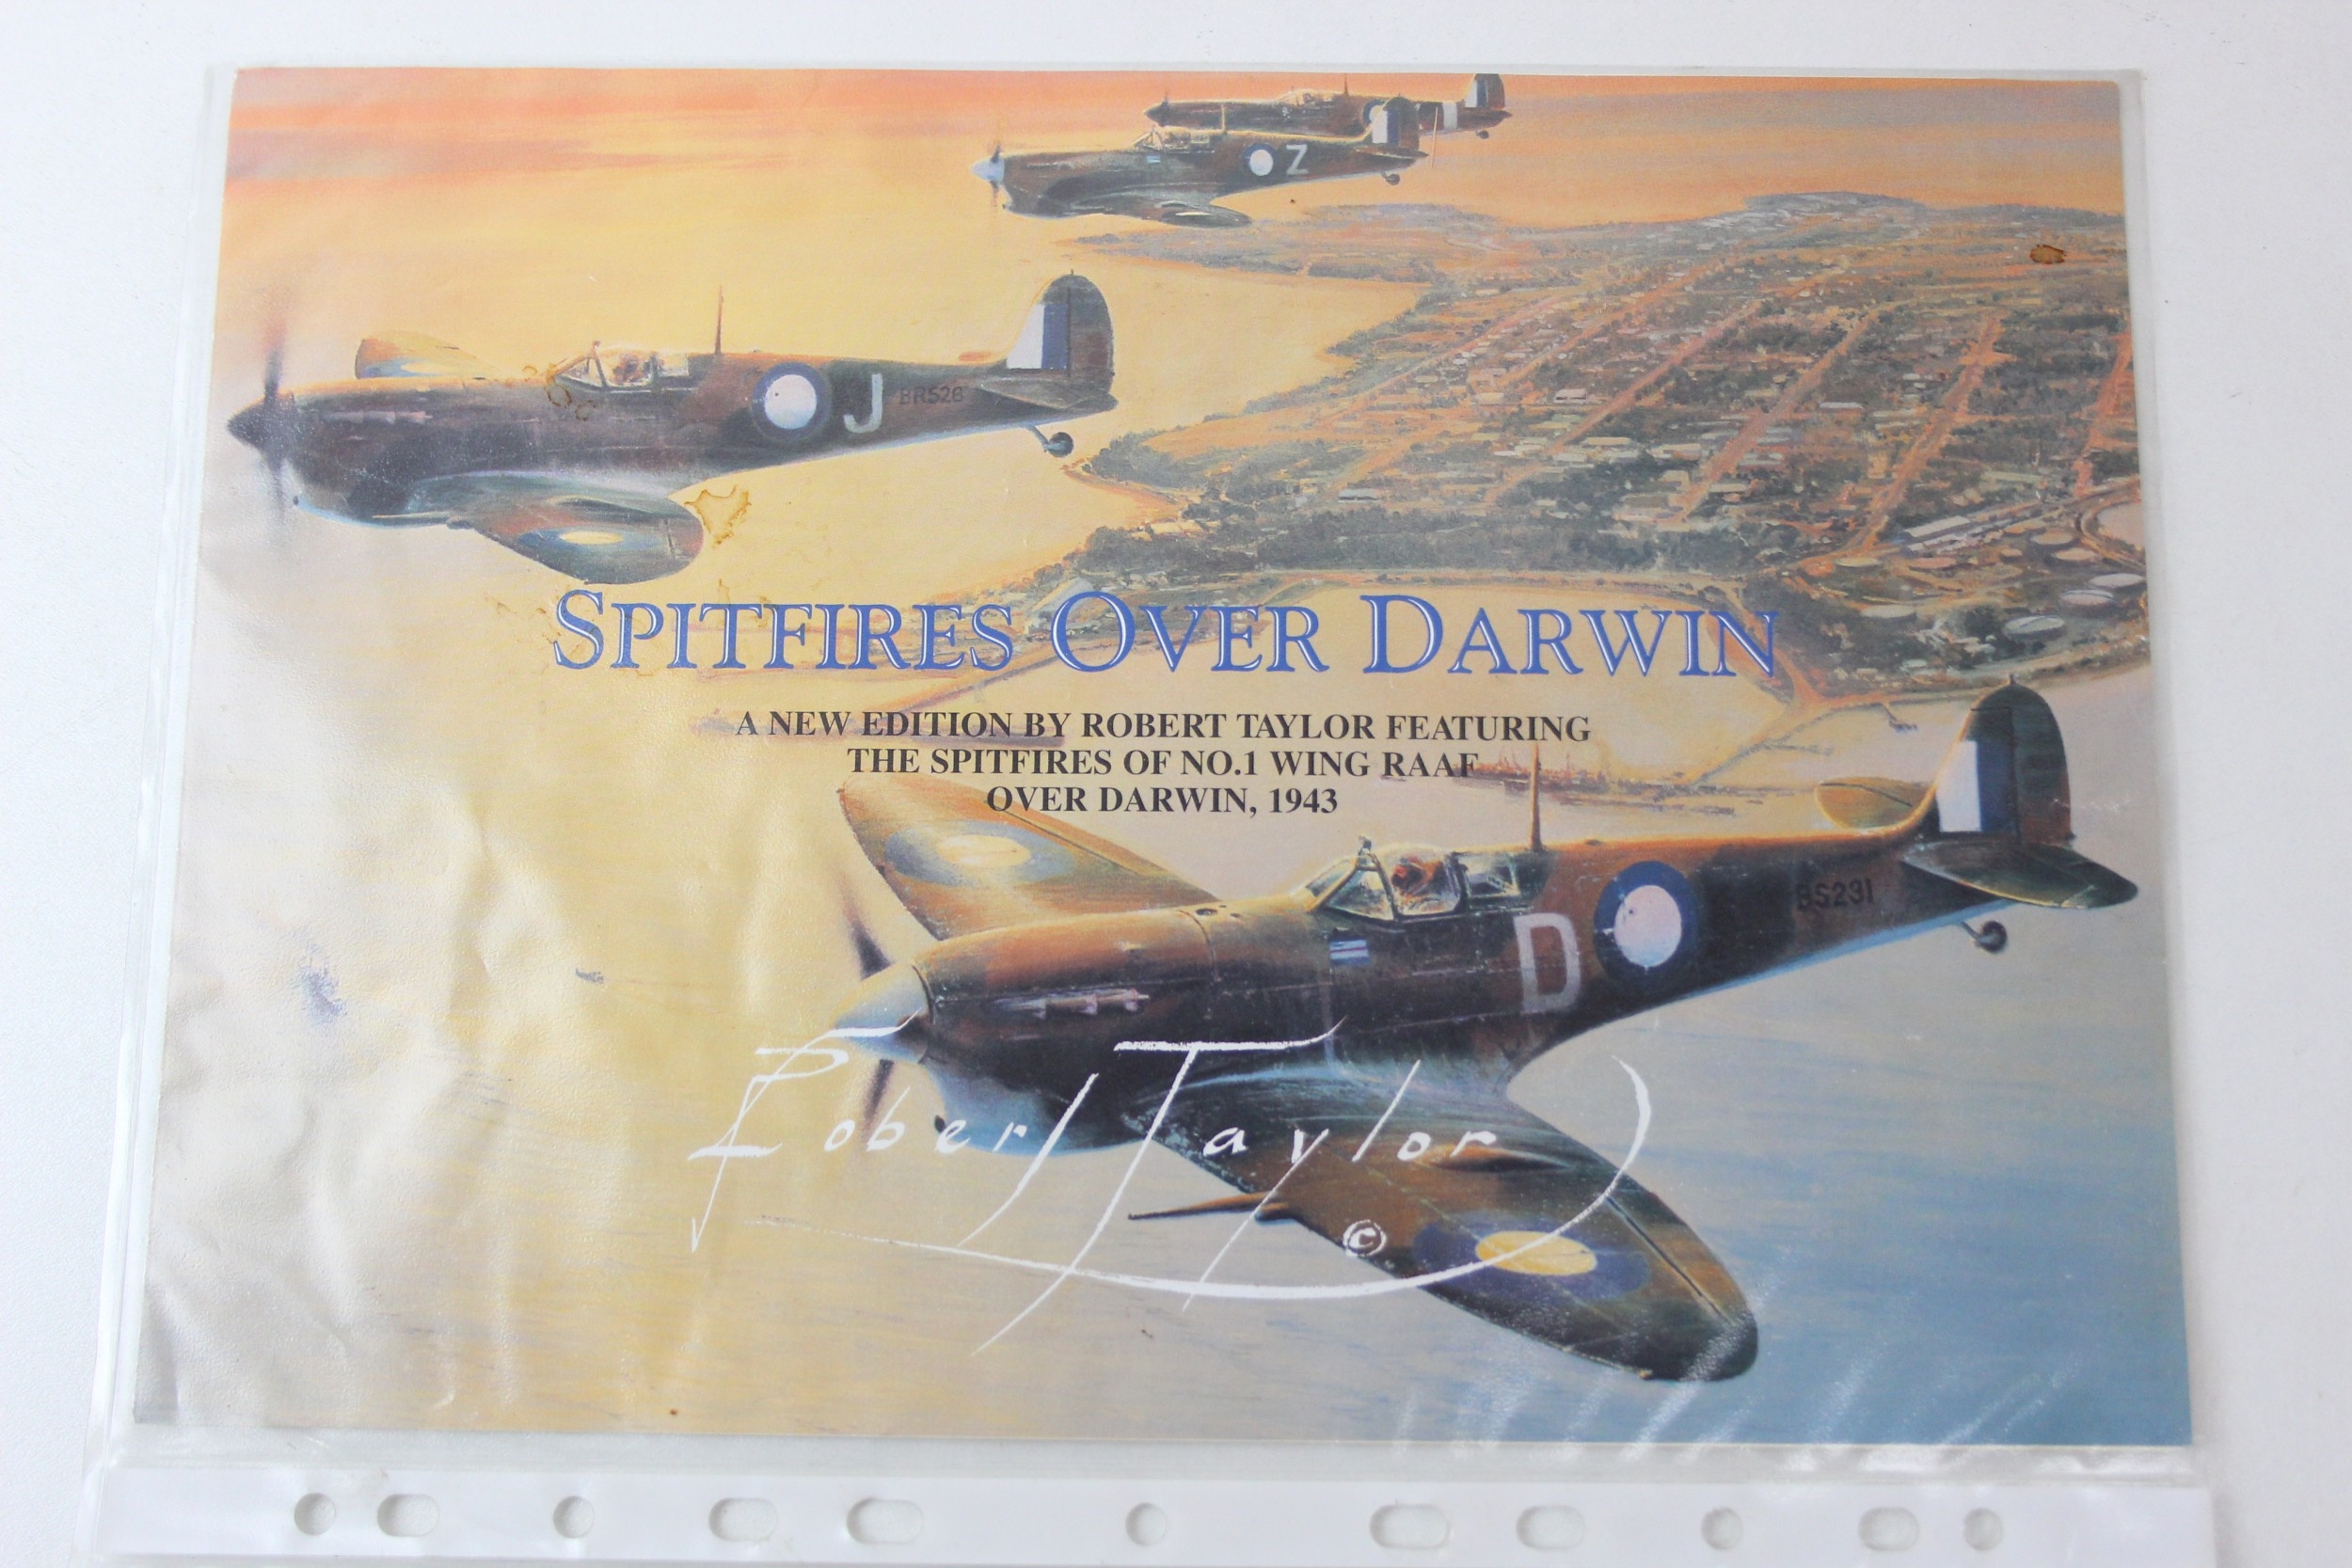 Z
J BR526
SPITFIRES OVER DARWIN
A NEW EDITION BY ROBERT TAYLOR FEATURING
THE SPITFIRES OF NO.1 WING RAAF
OVER DARWIN, 1943
D BS231
Robert Taylor
©